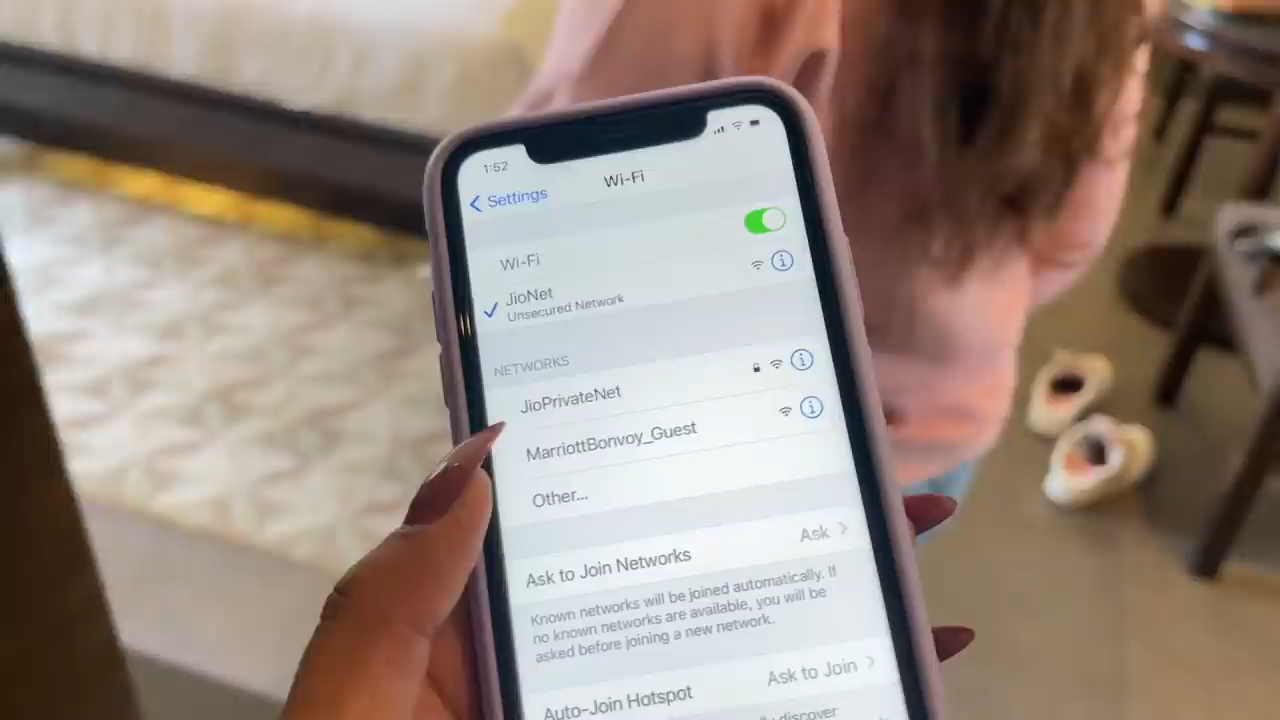 1:52
Settings
Wi-Fi
Wi-Fi
JioNet
Unsecured Network
NETWORKS
JioPrivateNet
MarriottBonvoy_Guest
Other...
Ask to Join Networks Ask
Known networks will be joined automatically. If
no known networks are available, you will be
asked before joining a new network.
Auto-Join Hotspot Ask to Join
discover